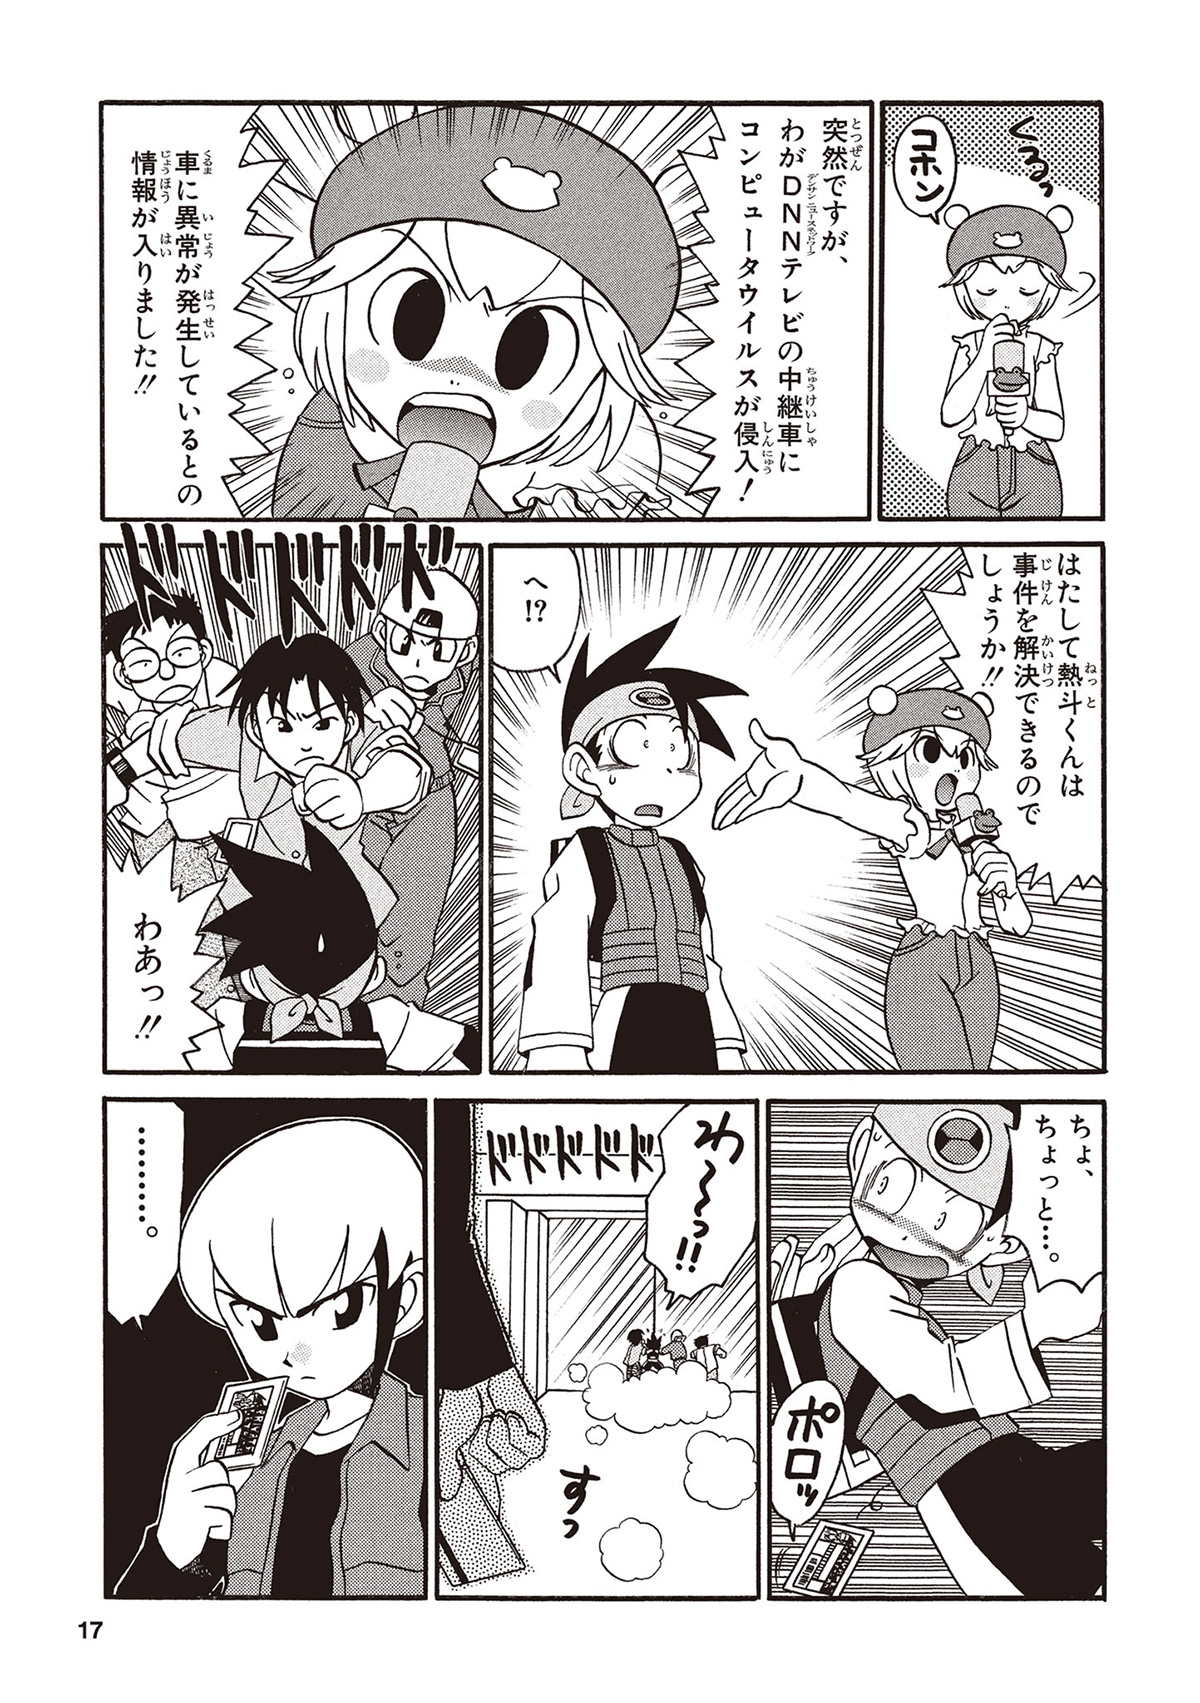 くるっ
コホン
突然ですが、
わがDNNテレビの中継車に
コンピュータウイルスが侵入!
車に異常が発生しているとの
情報が入りました!!
はたして熱斗くんは
事件を解決できるので
しょうか!!
へ!?
ドドドドド
わあっ!!
ちょ、
ちょっと…。
ポロッ
わ〜〜っ!!
ドドドドド
すっ
………。
17